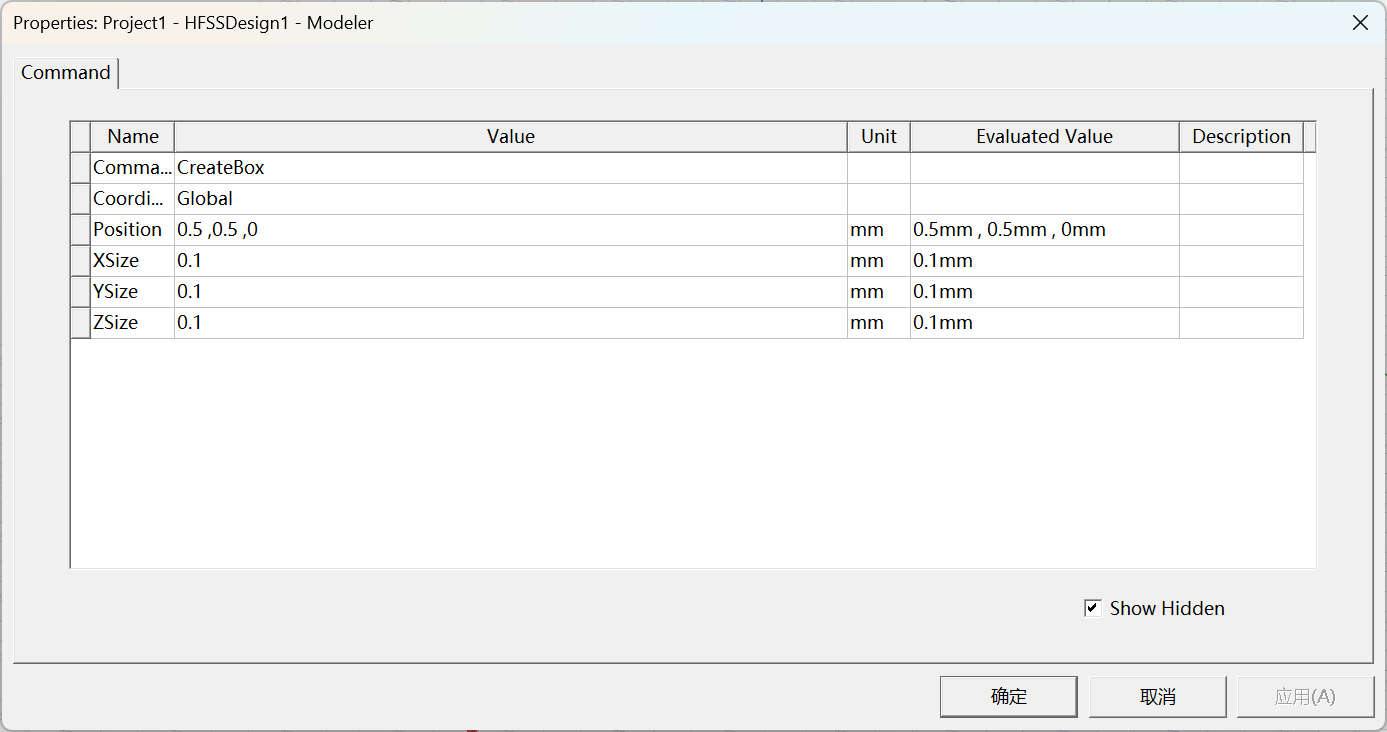 Properties: Project1 - HFSSDesign1 - Modeler
Command
Name Value Unit Evaluated Value Description
Comma... CreateBox
Coordi... Global
Position 0.5 ,0.5 ,0 mm 0.5mm , 0.5mm , 0mm
XSize 0.1 mm 0.1mm
YSize 0.1 mm 0.1mm
ZSize 0.1 mm 0.1mm
Show Hidden
确定 取消 应用(A)